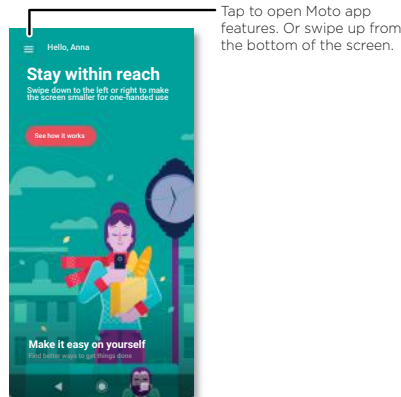 Tap to open Moto app
features. Or swipe up from
the bottom of the screen.
Hello, Anna
Stay within reach
Swipe down to the left or right to make
the screen smaller for one-handed use
See how it works
Make it easy on yourself
Find better ways to get things done